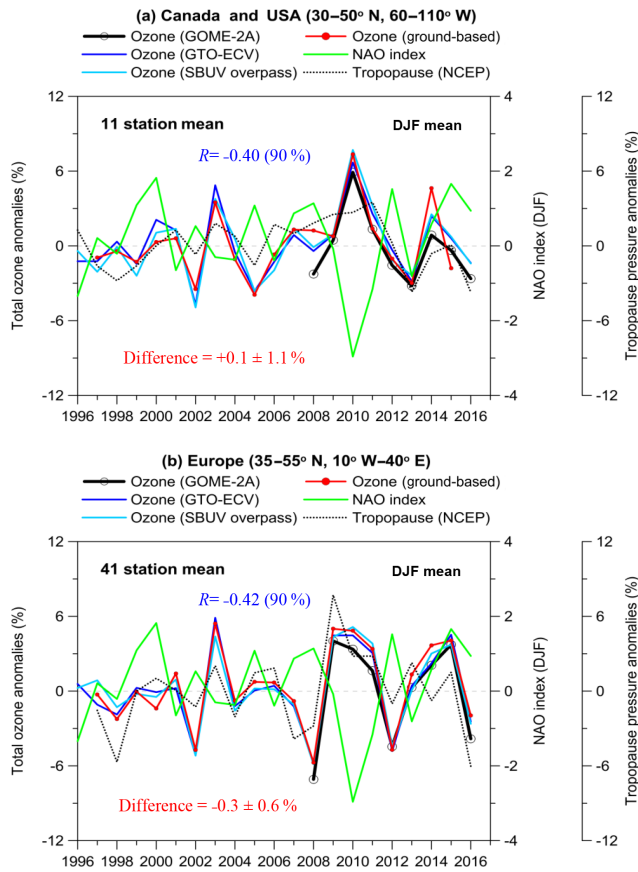 (a) Canada and USA (30–50° N, 60–110° W)
Ozone (GOME-2A) Ozone (ground-based)
Ozone (GTO-ECV) NAO index
Ozone (SBUV overpass) Tropopause (NCEP)
12 4 12
11 station mean DJF mean
R= -0.40 (90 %)
6 2 6
0 0 0
-6 -2 -6
Difference = +0.1 ± 1.1 %
-12 -4 -12
Total ozone anomalies (%)
NAO index (DJF)
Tropopause pressure anomalies (%)
1996 1998 2000 2002 2004 2006 2008 2010 2012 2014 2016
(b) Europe (35–55° N, 10° W–40° E)
Ozone (GOME-2A) Ozone (ground-based)
Ozone (GTO-ECV) NAO index
Ozone (SBUV overpass) Tropopause (NCEP)
12 4 12
41 station mean DJF mean
R= -0.42 (90 %)
6 2 6
0 0 0
-6 -2 -6
Difference = -0.3 ± 0.6 %
-12 -4 -12
Total ozone anomalies (%)
NAO index (DJF)
Tropopause pressure anomalies (%)
1996 1998 2000 2002 2004 2006 2008 2010 2012 2014 2016